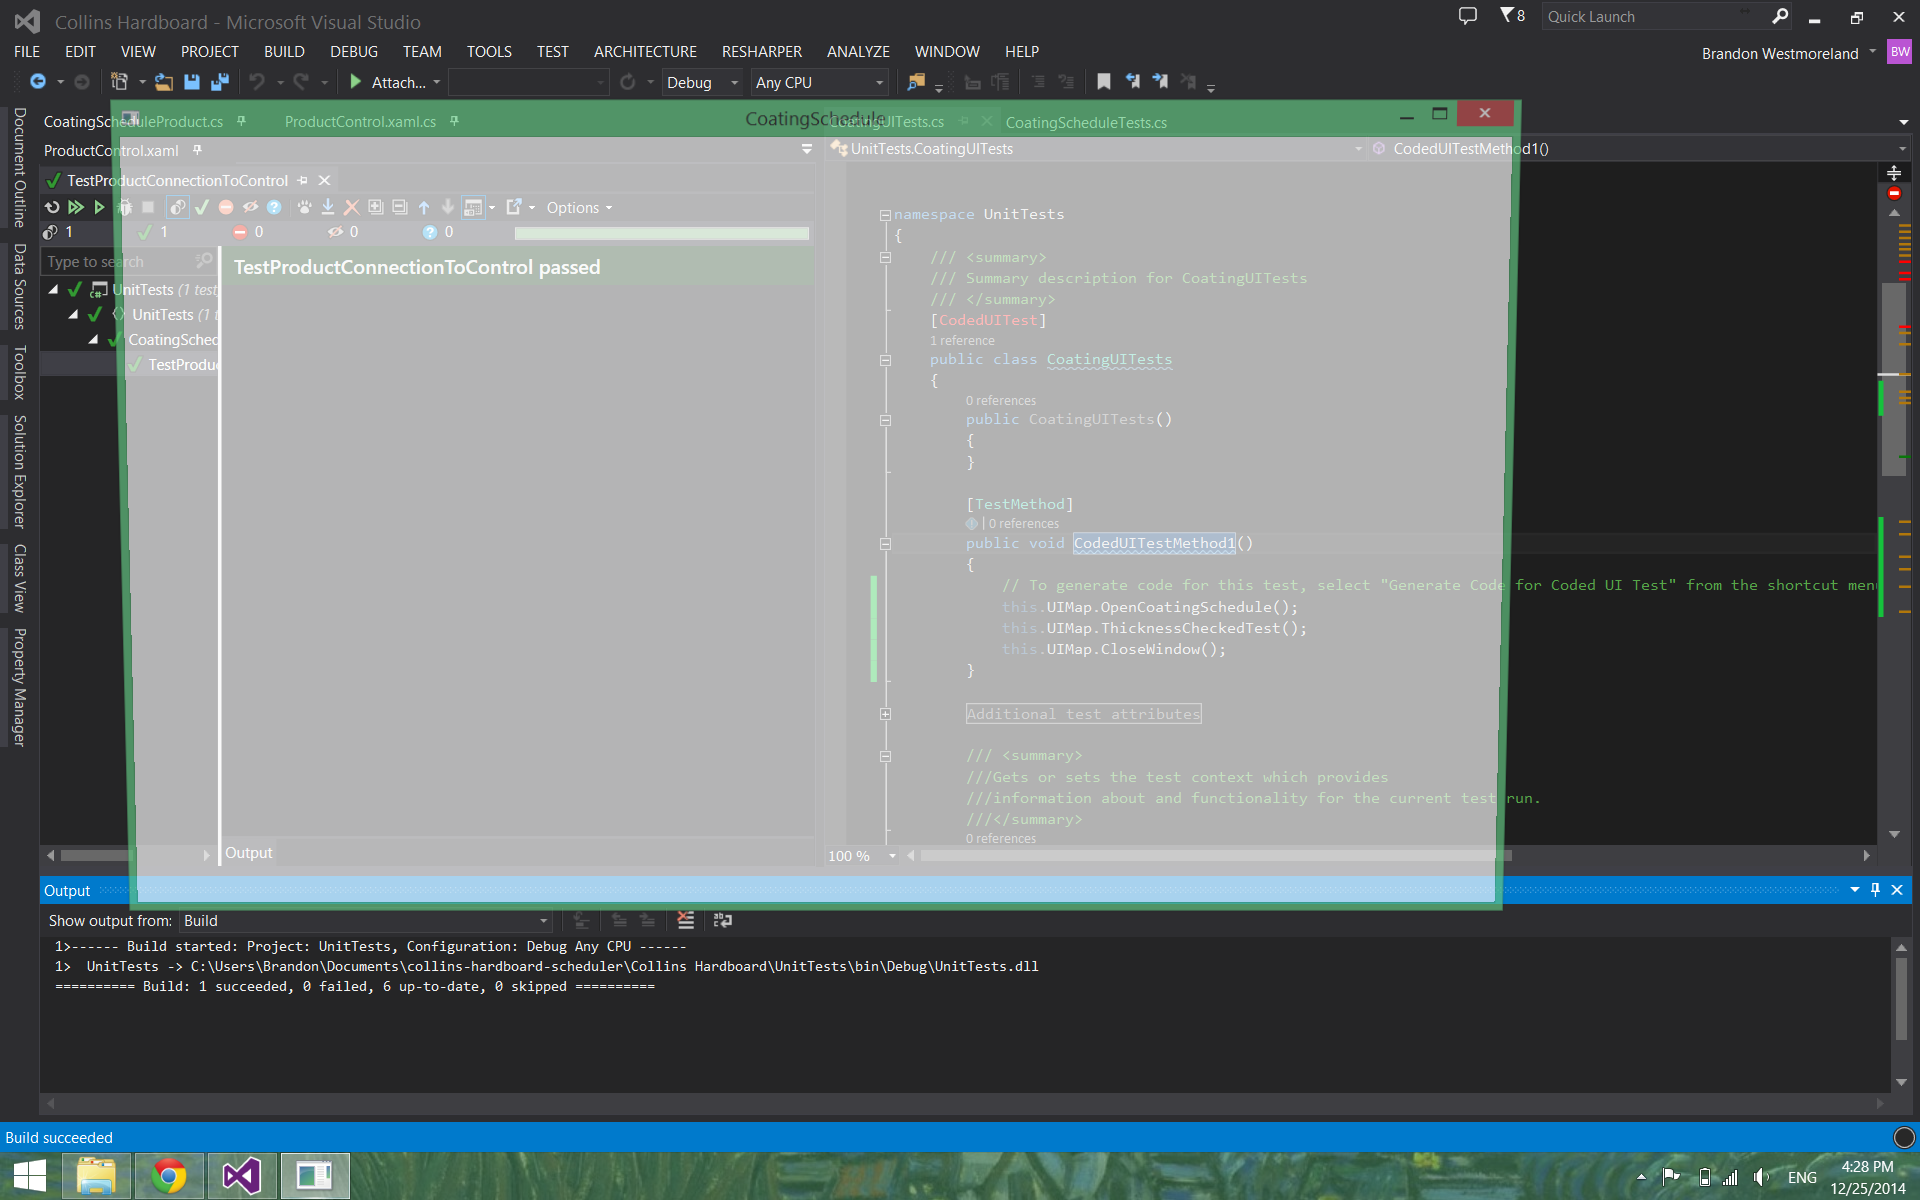 Collins Hardboard - Microsoft Visual Studio
8
Quick Launch
FILE EDIT VIEW PROJECT BUILD DEBUG TEAM TOOLS TEST ARCHITECTURE RESHARPER ANALYZE WINDOW HELP
Brandon Westmoreland
BW
Attach...
Debug
Any CPU
Document Outline
Data Sources
Toolbox
Solution Explorer
Class View
Property Manager
CoatingScheduleProduct.cs
ProductControl.xaml.cs
CoatingSchedule
CoatingUITests.cs
CoatingScheduleTests.cs
ProductControl.xaml
UnitTests.CoatingUITests
CodedUITestMethod1()
TestProductConnectionToControl
Options
1
1
0
0
0
Type to search
TestProductConnectionToControl passed
UnitTests (1 test
UnitTests (1 t
CoatingSched
TestProduc
Output
namespace UnitTests
{
/// <summary>
/// Summary description for CoatingUITests
/// </summary>
[CodedUITest]
1 reference
public class CoatingUITests
{
0 references
public CoatingUITests()
{
}
[TestMethod]
| 0 references
public void CodedUITestMethod1()
{
// To generate code for this test, select "Generate Code for Coded UI Test" from the shortcut men
this.UIMap.OpenCoatingSchedule();
this.UIMap.ThicknessCheckedTest();
this.UIMap.CloseWindow();
}
Additional test attributes
/// <summary>
///Gets or sets the test context which provides
///information about and functionality for the current test run.
///</summary>
0 references
100 %
Output
Show output from: Build
1>------ Build started: Project: UnitTests, Configuration: Debug Any CPU ------
1>  UnitTests -> C:\Users\Brandon\Documents\collins-hardboard-scheduler\Collins Hardboard\UnitTests\bin\Debug\UnitTests.dll
========== Build: 1 succeeded, 0 failed, 6 up-to-date, 0 skipped ==========
Build succeeded
ENG
4:28 PM
12/25/2014